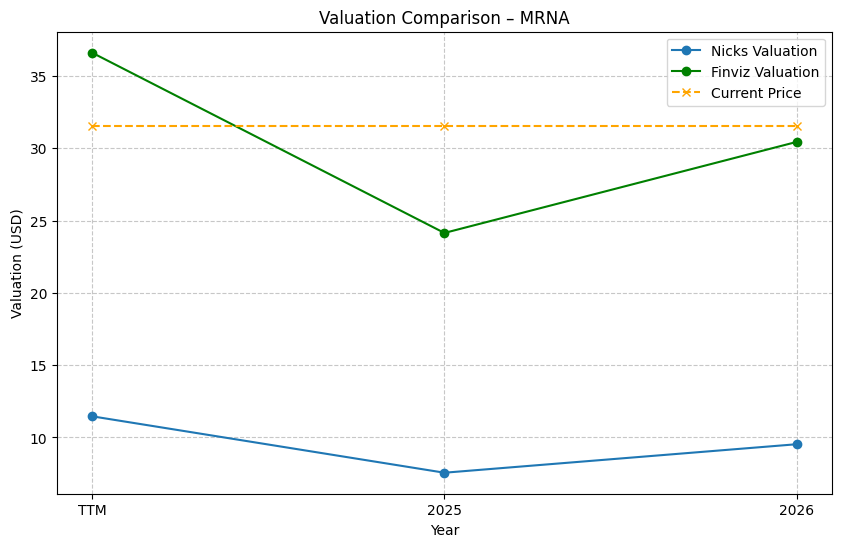 Valuation Comparison – MRNA
Nicks Valuation
Finviz Valuation
Current Price
Valuation (USD)
35
30
25
20
15
10
TTM
2025
2026
Year